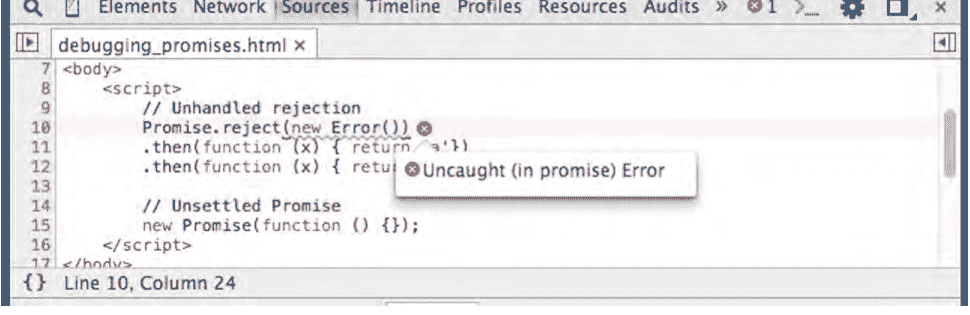 Elements Network Sources Timeline Profiles Resources Audits » 1
debugging_promises.html ×
7 <body>
8 <script>
9 // Unhandled rejection
10 Promise.reject(new Error())
11 .then(function (x) { return 'a'})
12 .then(function (x) { retu
Uncaught (in promise) Error
13
14 // Unsettled Promise
15 new Promise(function () {});
16 </script>
17 </body>
{} Line 10, Column 24